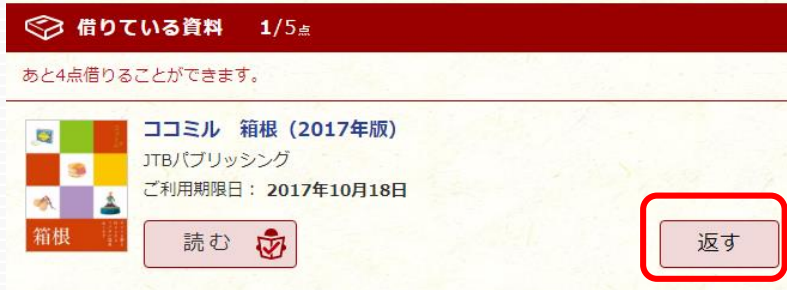 借りている資料 1/5点
あと4点借りることができます。
ココミル 箱根（2017年版）
JTBパブリッシング
ご利用期限日： 2017年10月18日
箱根
読む
返す